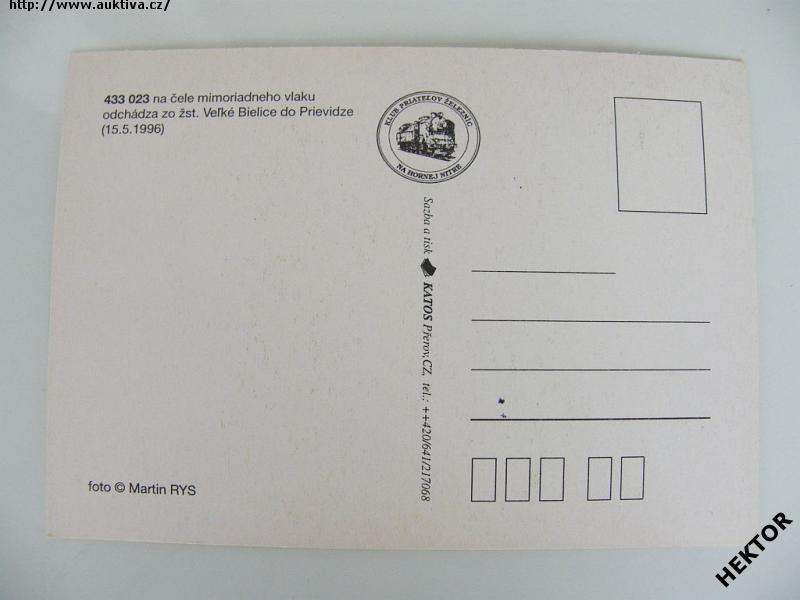 http://www.auktiva.cz/
433 023 na čele mimoriadneho vlaku
odchádza zo žst. Veľké Bielice do Prievidze
(15.5.1996)
KLUB PRIATEĽOV ŽELEZNÍC
NA HORNEJ NITRE
Sazba a tisk KATOS Přerov, CZ, tel.: ++420/641/217068
foto © Martin RYS
HEKTOR